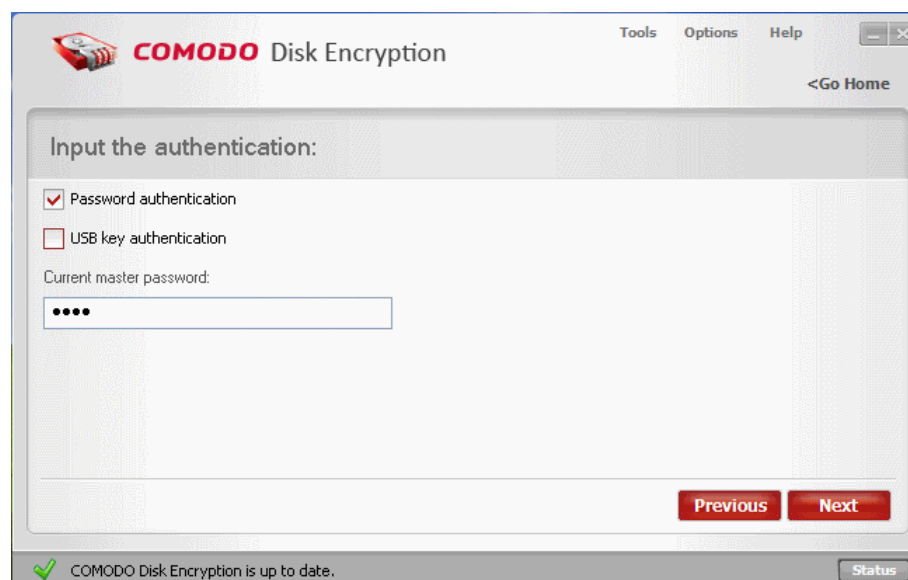 Tools Options Help
COMODO Disk Encryption
<Go Home
Input the authentication:
Password authentication
USB key authentication
Current master password:
••••
Previous Next
COMODO Disk Encryption is up to date. Status